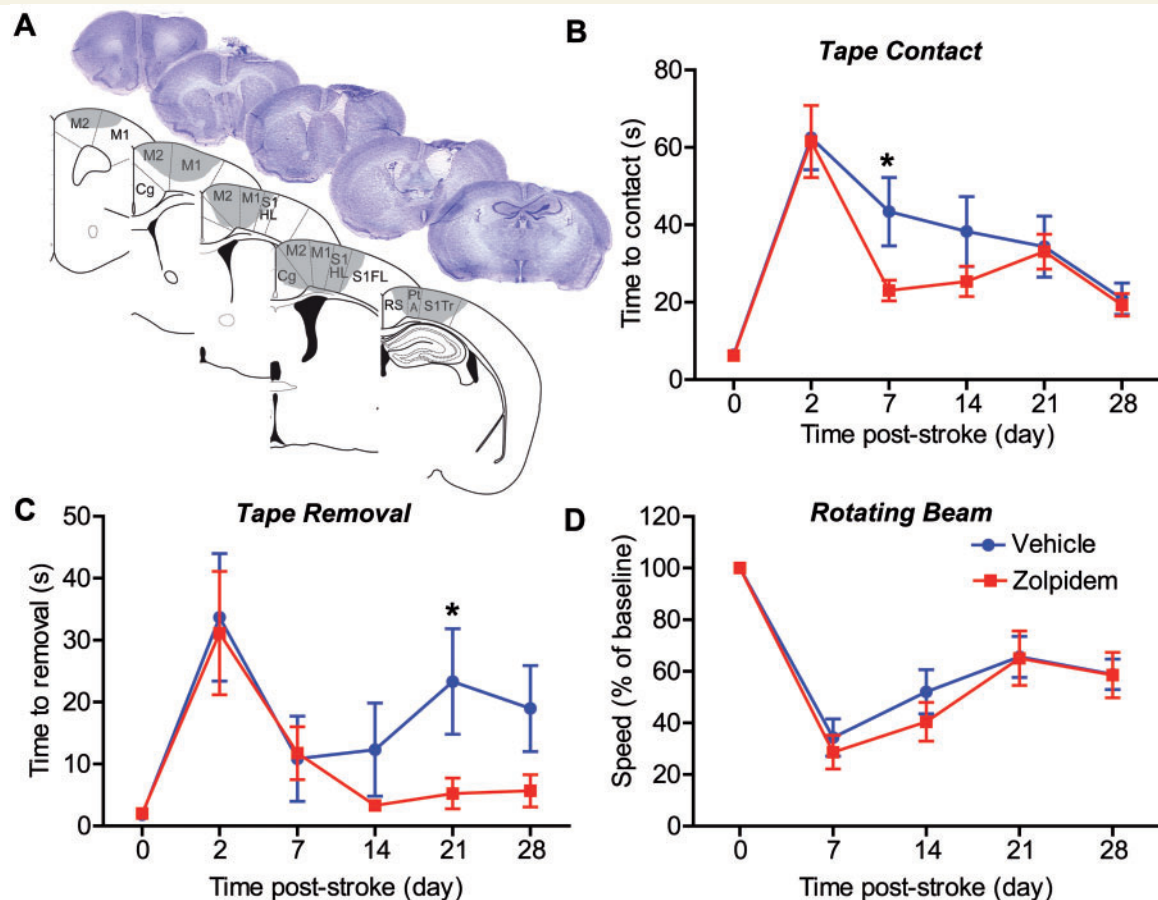 A
M2
M1
M2
M1
Cg
M2
M1
S1
HL
M2
M1
S1
HL
Cg
S1FL
RS
Pt
A
S1Tr
B
Tape Contact
Time to contact (s)
80
60
40
20
0
*
0 2 7 14 21 28
Time post-stroke (day)
C
Tape Removal
Time to removal (s)
50
40
30
20
10
0
*
0 2 7 14 21 28
Time post-stroke (day)
D
Rotating Beam
Speed (% of baseline)
120
100
80
60
40
20
0
Vehicle
Zolpidem
0 7 14 21 28
Time post-stroke (day)